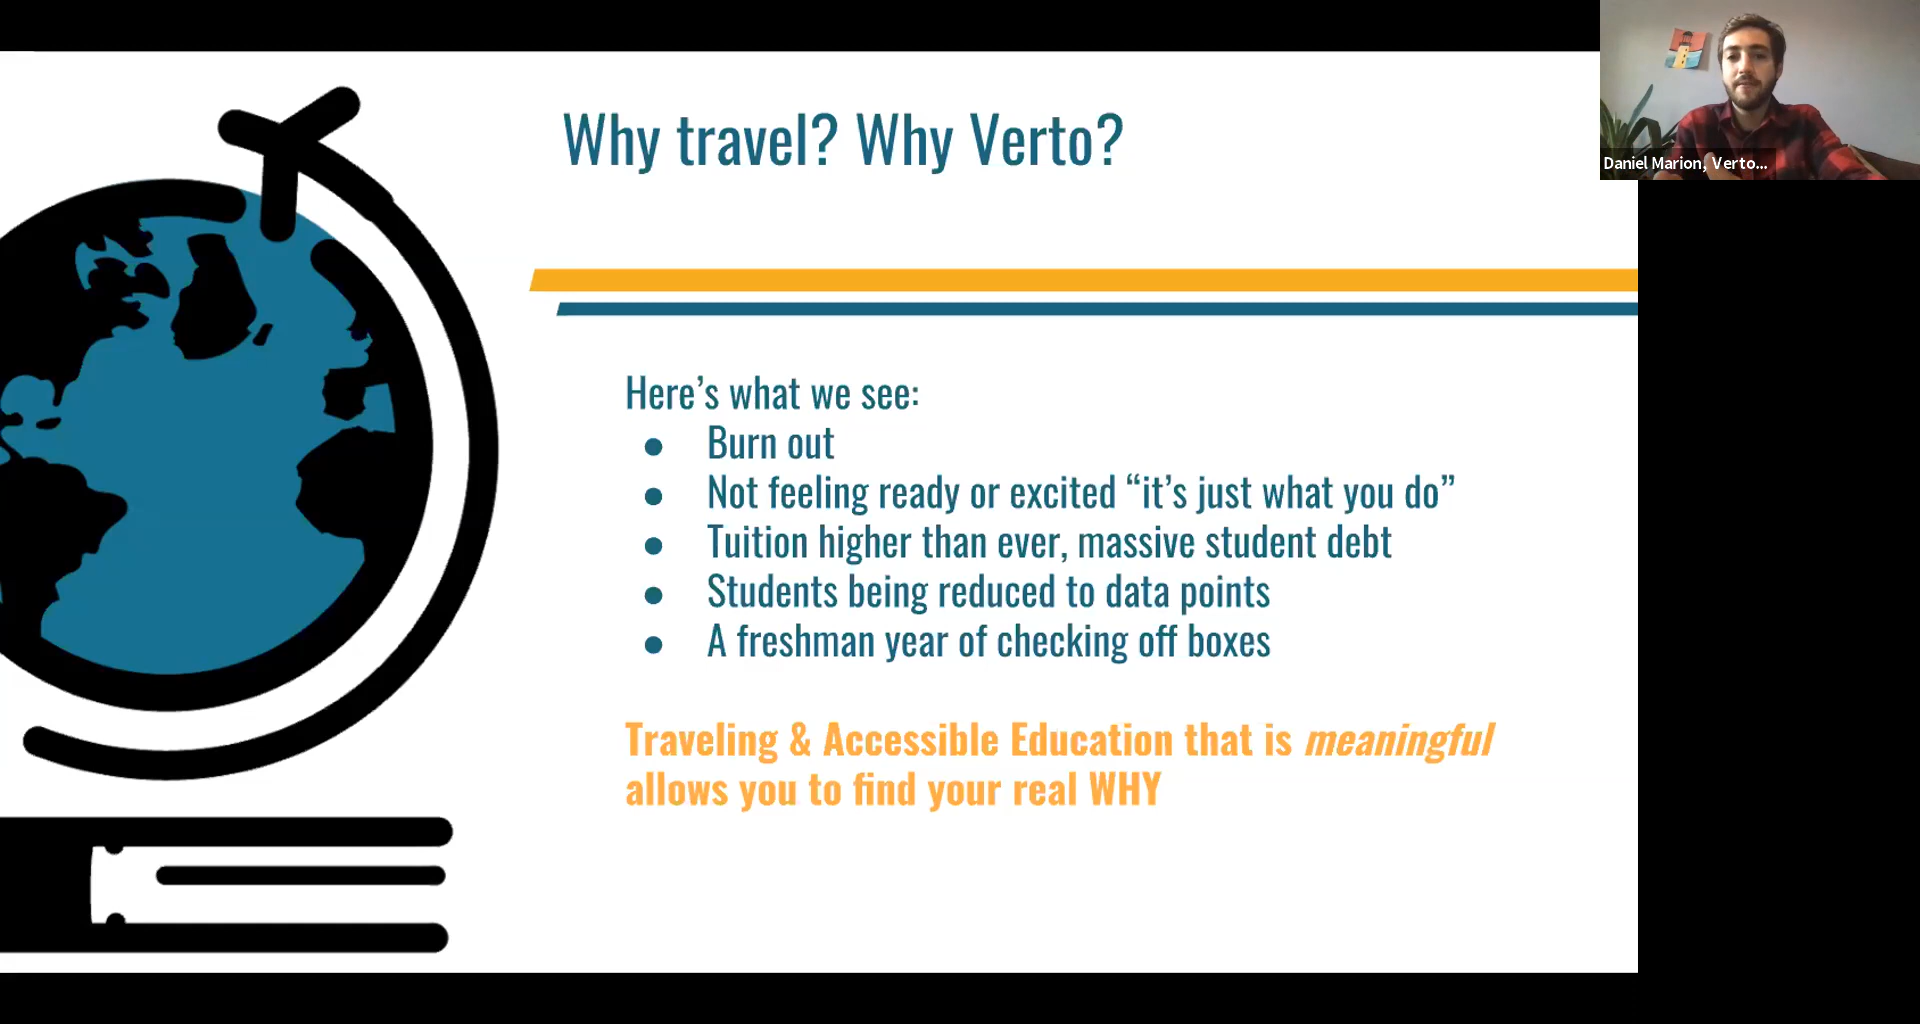 Why travel? Why Verto?
Daniel Marion, Verto...
Here’s what we see:
● Burn out
● Not feeling ready or excited “it’s just what you do”
● Tuition higher than ever, massive student debt
● Students being reduced to data points
● A freshman year of checking off boxes
Traveling & Accessible Education that is meaningful
allows you to find your real WHY